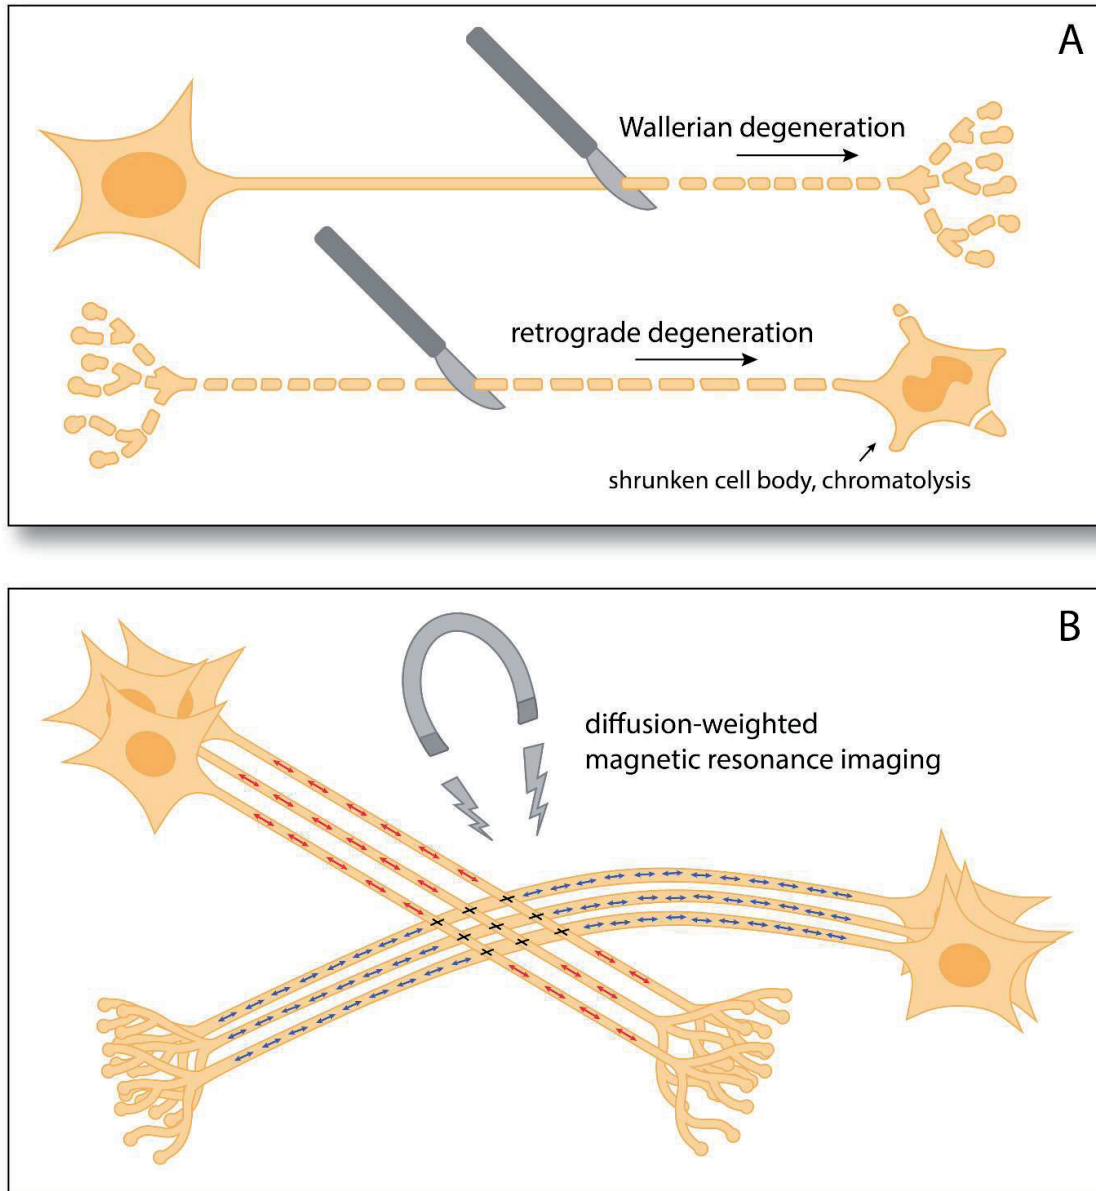 A
Wallerian degeneration
retrograde degeneration
shrunken cell body, chromatolysis
B
diffusion-weighted
magnetic resonance imaging